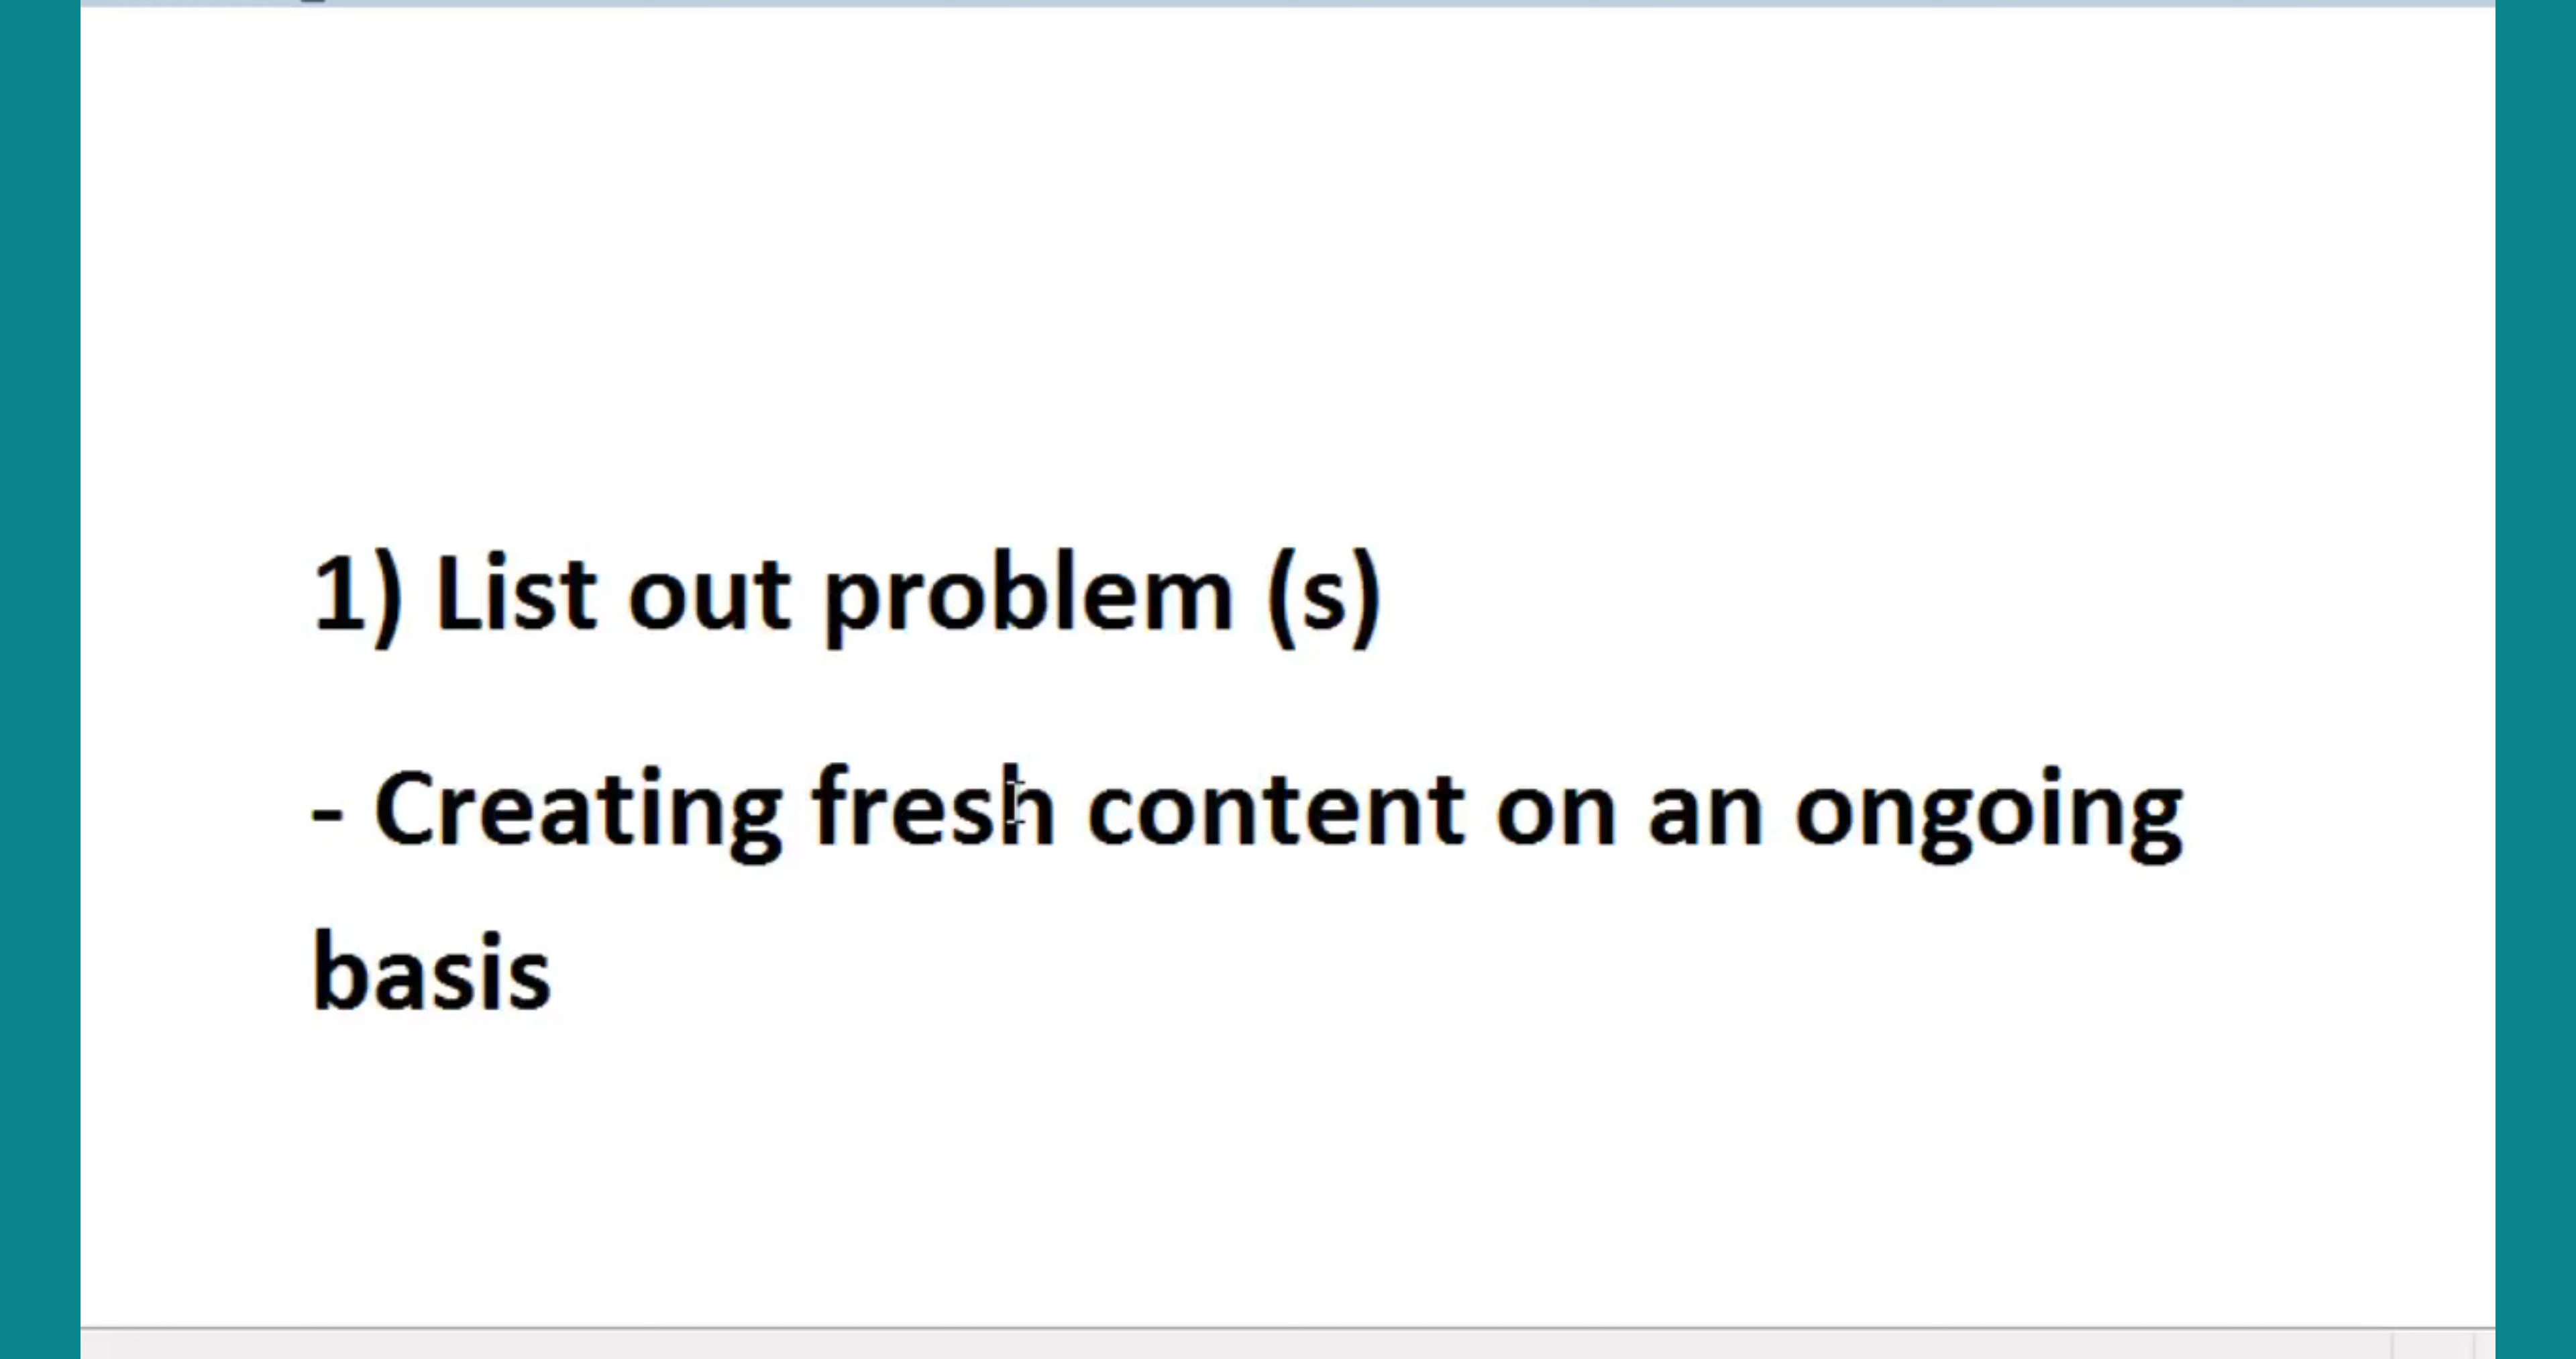 1) List out problem (s)
- Creating fresh content on an ongoing
basis